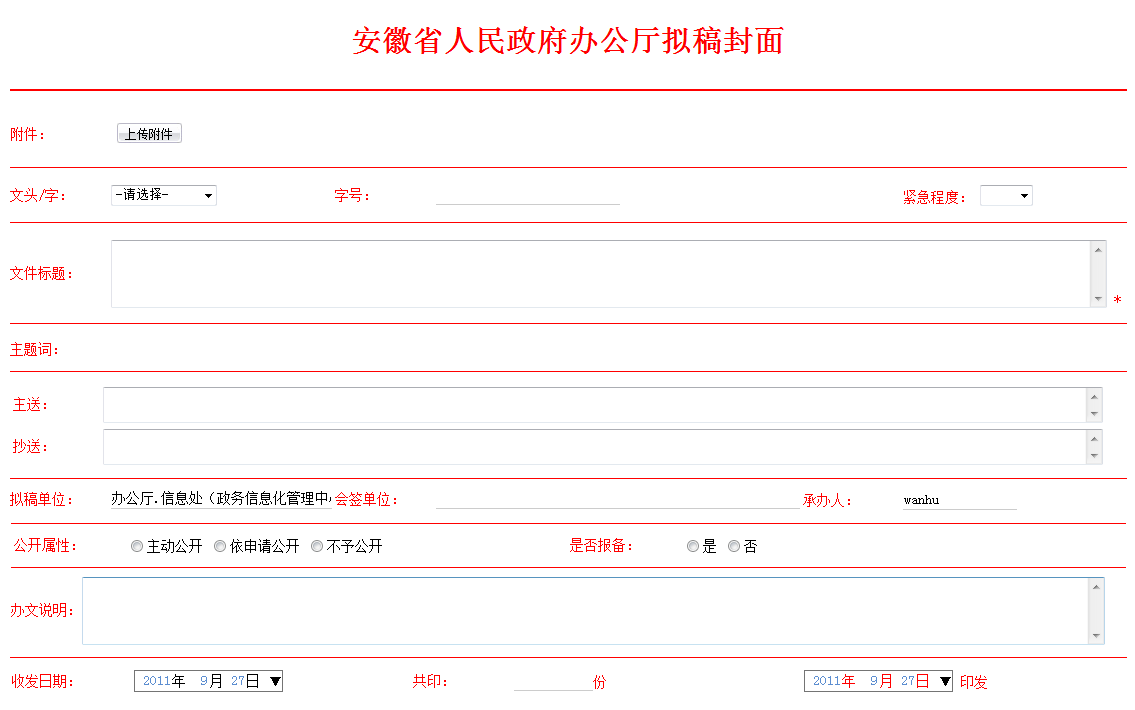 安徽省人民政府办公厅拟稿封面
附件： 上传附件
文头/字： -请选择- 字号： 紧急程度：
文件标题： *
主题词：
主送：
抄送：
拟稿单位： 办公厅.信息处（政务信息化管理中 会签单位： 承办人： wanhu
公开属性： 主动公开 依申请公开 不予公开 是否报备： 是 否
办文说明：
收发日期： 2011年 9月 27日 共印： 份 2011年 9月 27日 印发